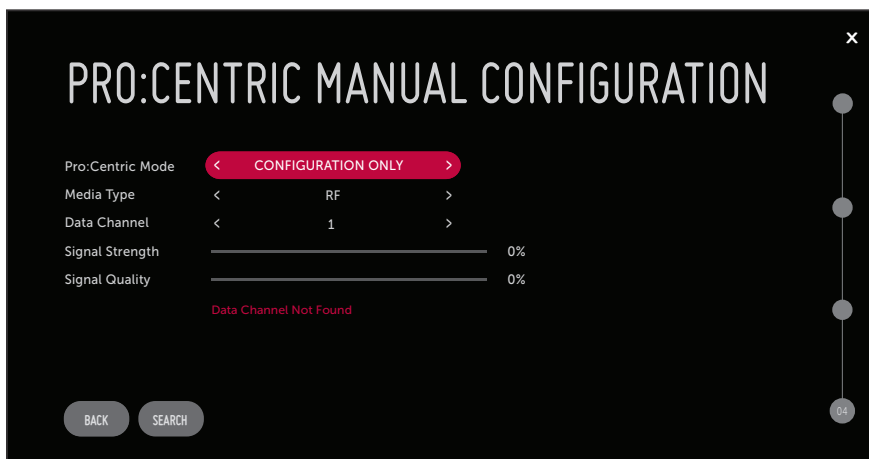 X
PRO:CENTRIC MANUAL CONFIGURATION
Pro:Centric Mode < CONFIGURATION ONLY >
Media Type < RF >
Data Channel < 1 >
Signal Strength 0%
Signal Quality 0%
Data Channel Not Found
BACK SEARCH 04